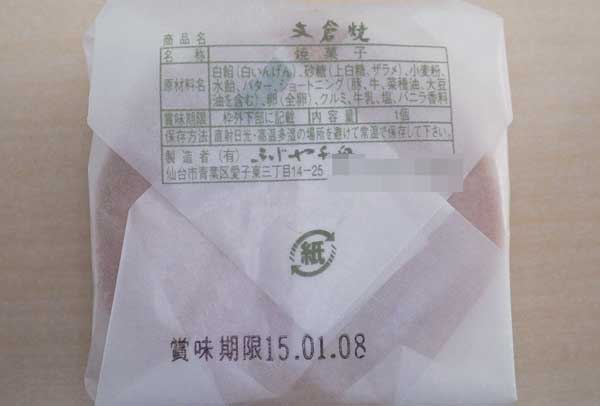 商品名 文倉焼
名称 焼菓子
原材料名 白餡(白いんげん)、砂糖(上白糖、ザラメ)、小麦粉、
水飴、バター、ショートニング(豚、牛、菜種油、大豆
油を含む)、卵(全卵)、クルミ、牛乳、塩、バニラ香料
賞味期限 枠外下部に記載 内容量 1個
保存方法 直射日光・高温多湿の場所を避けて常温で保存して下さい。
製造者 (有) ふじや千舟
仙台市青葉区愛子東三丁目14-25
紙
賞味期限15.01.08